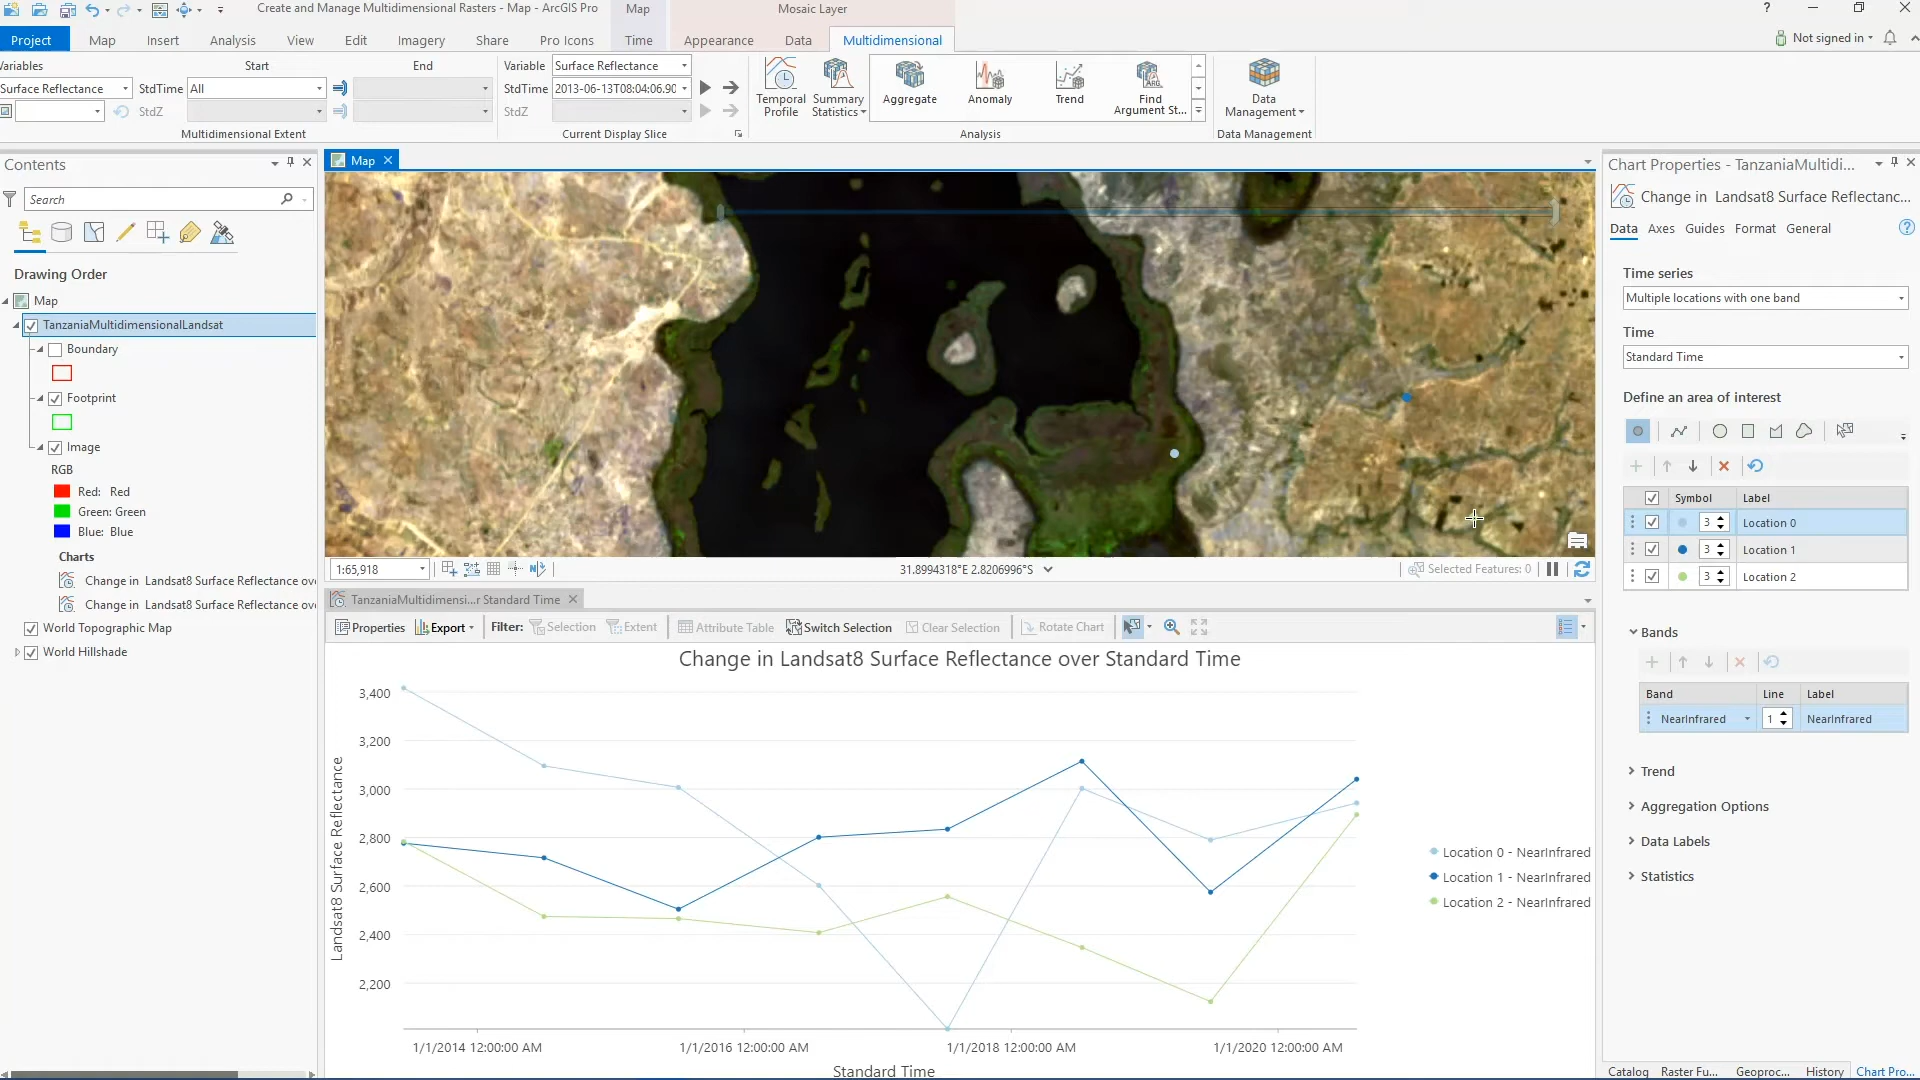 Create and Manage Multidimensional Rasters - Map - ArcGIS Pro
Map
Mosaic Layer
?
Project
Map
Insert
Analysis
View
Edit
Imagery
Share
Pro Icons
Time
Appearance
Data
Multidimensional
Not signed in
Start
End
Surface Reflectance
StdTime
All
StdZ
Multidimensional Extent
Variable
Surface Reflectance
StdTime
2013-06-13T08:04:06.90
StdZ
Current Display Slice
Temporal
Profile
Summary
Statistics
Aggregate
Anomaly
Trend
Find
Argument St...
Analysis
Data
Management
Data Management
Contents
Search
Drawing Order
Map
TanzaniaMultidimensionalLandsat
Boundary
Footprint
Image
RGB
Red: Red
Green: Green
Blue: Blue
Charts
Change in Landsat8 Surface Reflectance
Change in Landsat8 Surface Reflectance
World Topographic Map
World Hillshade
Map
1:65,918
31.8994318°E 2.8206996°S
Selected Features: 0
TanzaniaMultidimensi...r Standard Time
Properties
Export
Filter:
Selection
Extent
Attribute Table
Switch Selection
Clear Selection
Rotate Chart
Change in Landsat8 Surface Reflectance over Standard Time
Landsat8 Surface Reflectance
3,400
3,200
3,000
2,800
2,600
2,400
2,200
1/1/2014 12:00:00 AM
1/1/2016 12:00:00 AM
1/1/2018 12:00:00 AM
1/1/2020 12:00:00 AM
Standard Time
Location 0 - NearInfrared
Location 1 - NearInfrared
Location 2 - NearInfrared
Chart Properties - TanzaniaMultidi...
Change in Landsat8 Surface Reflectanc...
Data
Axes
Guides
Format
General
?
Time series
Multiple locations with one band
Time
Standard Time
Define an area of interest
Symbol
Label
3
Location 0
3
Location 1
3
Location 2
Bands
Band
Line
Label
NearInfrared
1
NearInfrared
Trend
Aggregation Options
Data Labels
Statistics
Catalog
Raster Fu...
Geoproc...
History
Chart Pro...